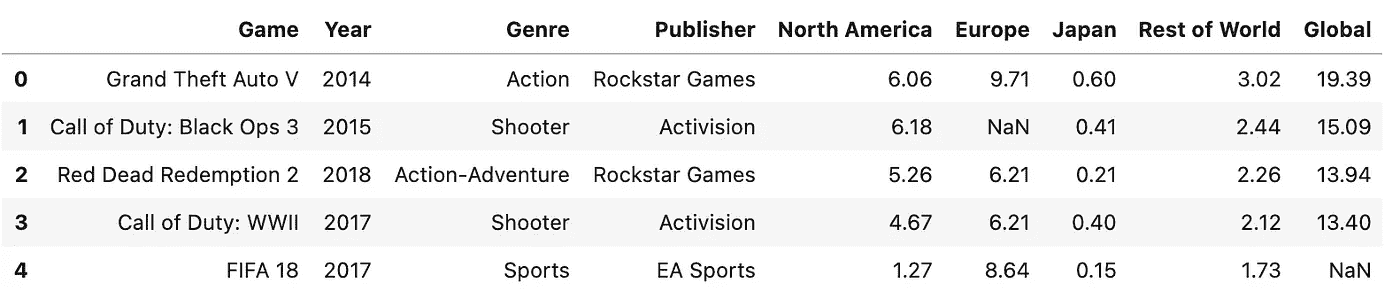 Game Year Genre Publisher North America Europe Japan Rest of World Global
0 Grand Theft Auto V 2014 Action Rockstar Games 6.06 9.71 0.60 3.02 19.39
1 Call of Duty: Black Ops 3 2015 Shooter Activision 6.18 NaN 0.41 2.44 15.09
2 Red Dead Redemption 2 2018 Action-Adventure Rockstar Games 5.26 6.21 0.21 2.26 13.94
3 Call of Duty: WWII 2017 Shooter Activision 4.67 6.21 0.40 2.12 13.40
4 FIFA 18 2017 Sports EA Sports 1.27 8.64 0.15 1.73 NaN